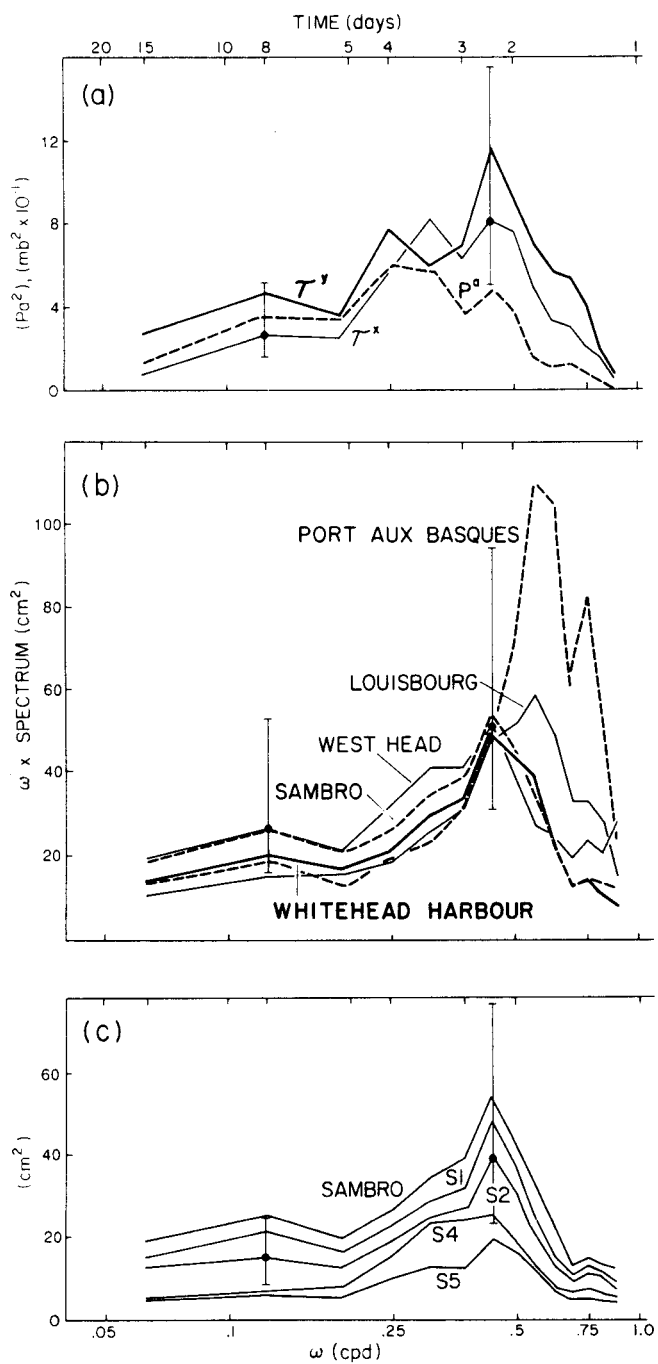 TIME (days)
20 15 10 8 5 4 3 2 1
(a)
(Pa²), (mb² x 10⁻¹)
12
8
4
0
τʸ
Pᵃ
τˣ
(b)
ω x SPECTRUM (cm²)
100
80
60
40
20
PORT AUX BASQUES
LOUISBOURG
WEST HEAD
SAMBRO
WHITEHEAD HARBOUR
(c)
(cm²)
60
40
20
0
SAMBRO
S1
S2
S4
S5
.05 .1 .25 .5 .75 1.0
ω (cpd)